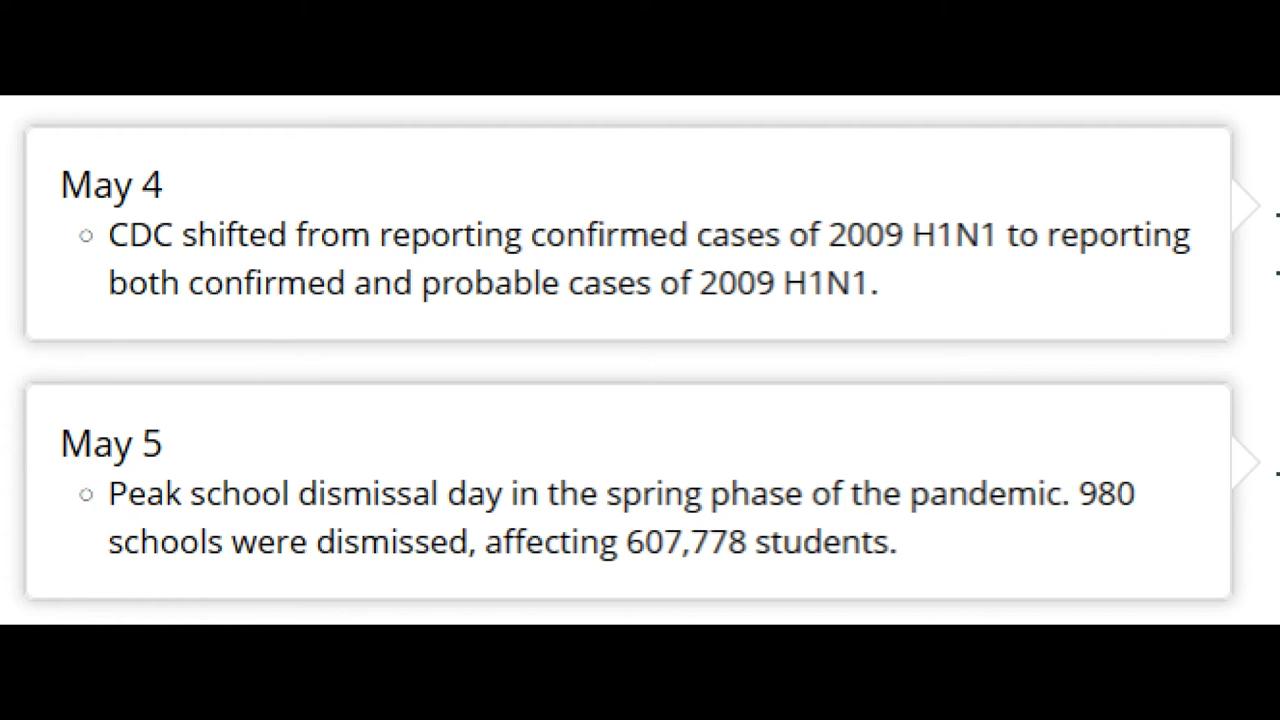 May 4
CDC shifted from reporting confirmed cases of 2009 H1N1 to reporting
both confirmed and probable cases of 2009 H1N1.
May 5
Peak school dismissal day in the spring phase of the pandemic. 980
schools were dismissed, affecting 607,778 students.